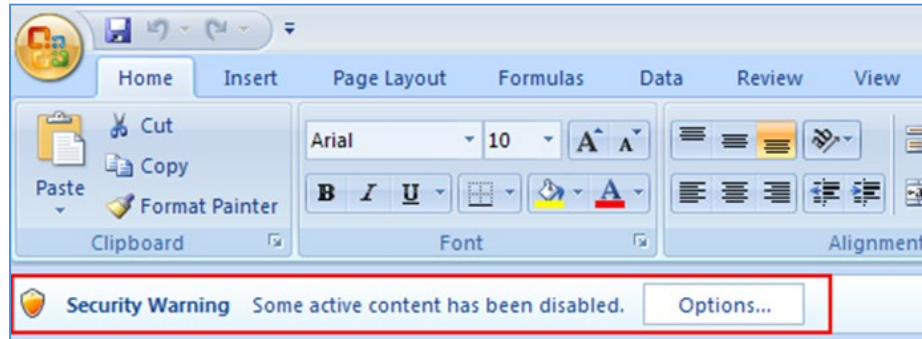 Home Insert Page Layout Formulas Data Review View
Cut
Arial 10 A A
Copy
Paste
B I U A
Format Painter
Clipboard Font Alignment
Security Warning Some active content has been disabled. Options...